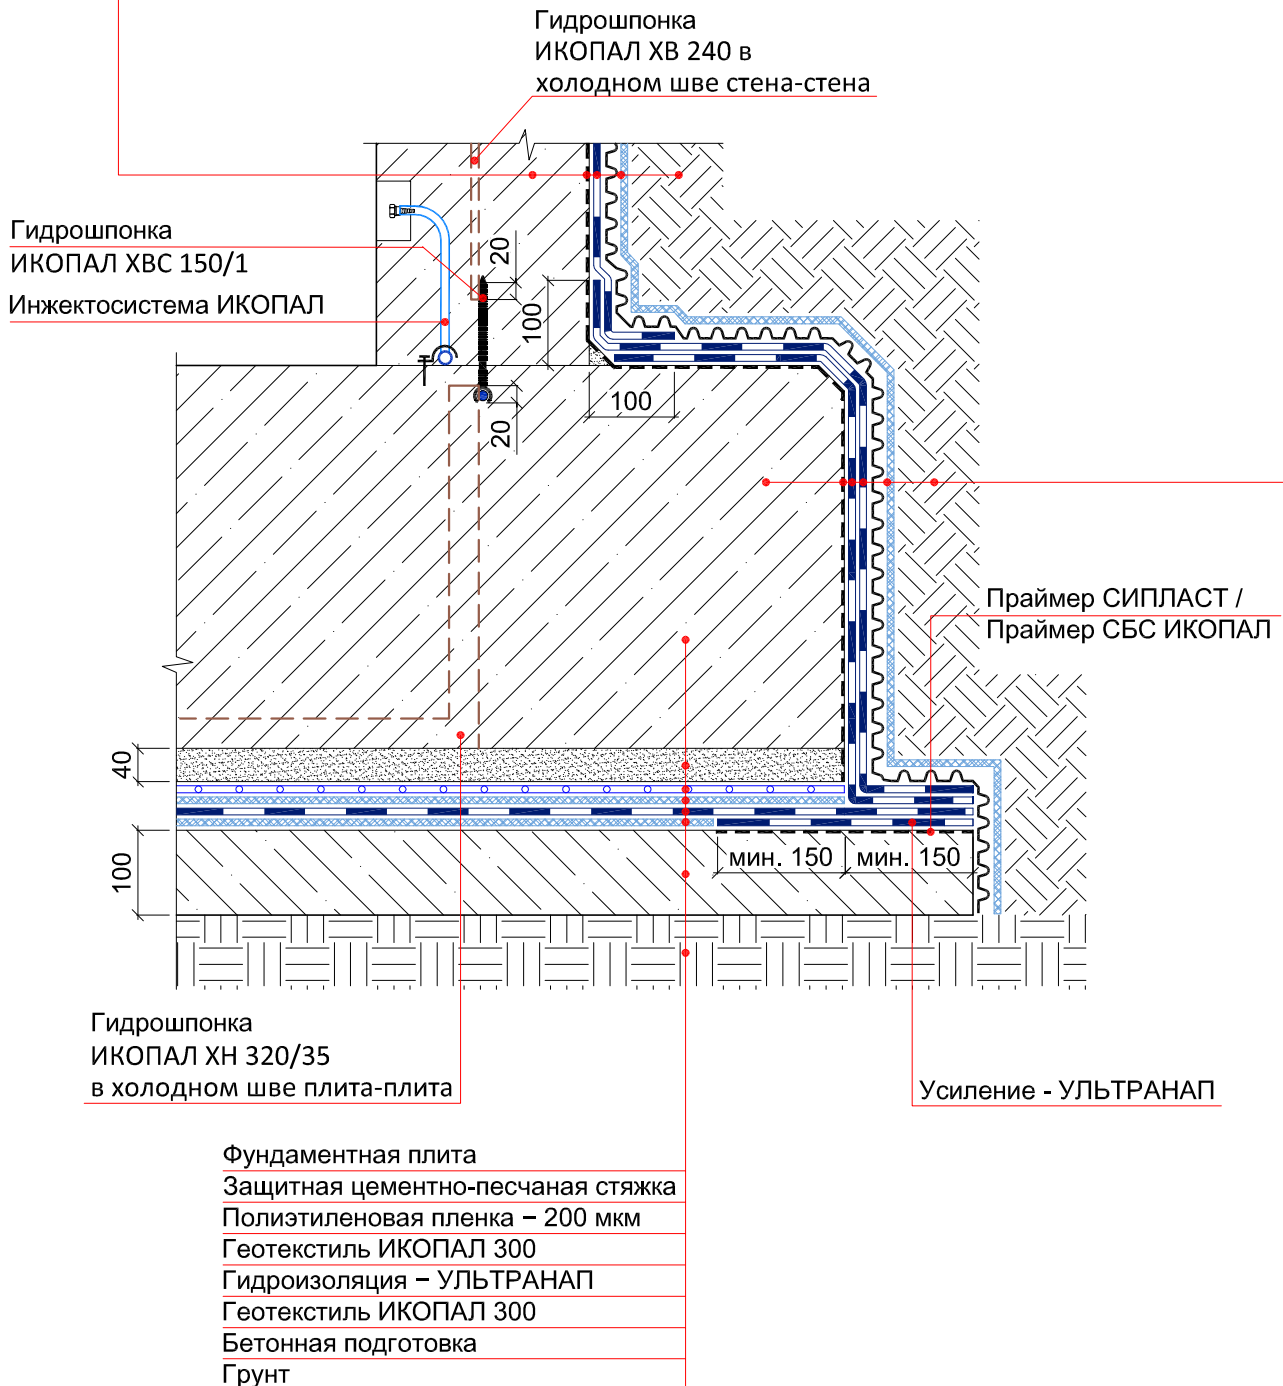 Гидрошпонка
ИКОПАЛ ХВ 240 в
холодном шве стена-стена
Гидрошпонка
ИКОПАЛ ХВС 150/1
Инжектосистема ИКОПАЛ
20
100
100
20
Праймер СИПЛАСТ /
Праймер СБС ИКОПАЛ
40
100
мин. 150
мин. 150
Гидрошпонка
ИКОПАЛ ХН 320/35
в холодном шве плита-плита
Усиление - УЛЬТРАНАП
Фундаментная плита
Защитная цементно-песчаная стяжка
Полиэтиленовая пленка – 200 мкм
Геотекстиль ИКОПАЛ 300
Гидроизоляция – УЛЬТРАНАП
Геотекстиль ИКОПАЛ 300
Бетонная подготовка
Грунт